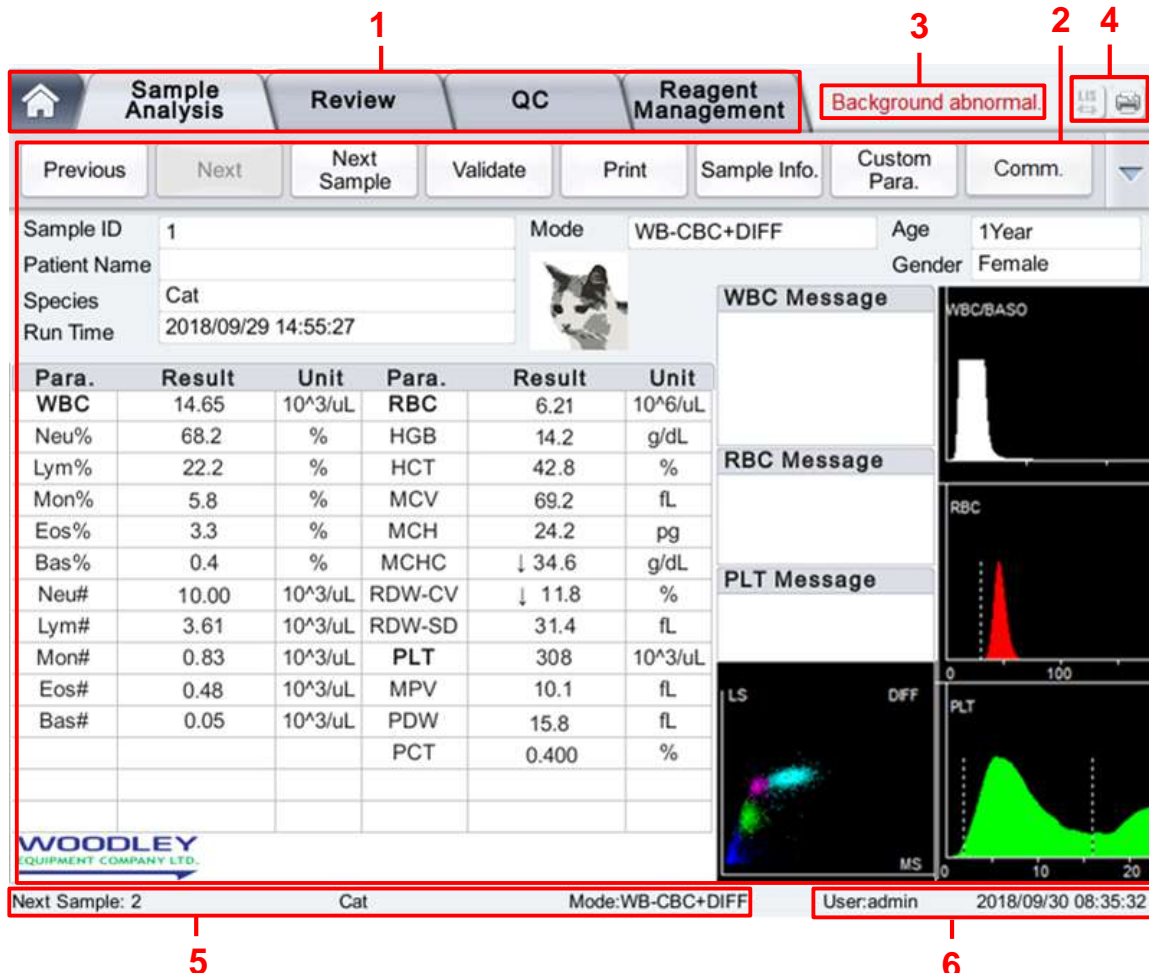 1
3
2
4
Sample Analysis
Review
QC
Reagent Management
Background abnormal.
LIS
Previous
Next
Next Sample
Validate
Print
Sample Info.
Custom Para.
Comm.
Sample ID 1 Mode WB-CBC+DIFF Age 1Year
Patient Name Gender Female
Species Cat
Run Time 2018/09/29 14:55:27
Para. Result Unit Para. Result Unit
WBC 14.65 10^3/uL RBC 6.21 10^6/uL
Neu% 68.2 % HGB 14.2 g/dL
Lym% 22.2 % HCT 42.8 %
Mon% 5.8 % MCV 69.2 fL
Eos% 3.3 % MCH 24.2 pg
Bas% 0.4 % MCHC ↓ 34.6 g/dL
Neu# 10.00 10^3/uL RDW-CV ↓ 11.8 %
Lym# 3.61 10^3/uL RDW-SD 31.4 fL
Mon# 0.83 10^3/uL PLT 308 10^3/uL
Eos# 0.48 10^3/uL MPV 10.1 fL
Bas# 0.05 10^3/uL PDW 15.8 fL
PCT 0.400 %
WBC Message
RBC Message
PLT Message
WBC/BASO
RBC
0 100
LS DIFF
MS
PLT
0 10 20
WOODLEY
EQUIPMENT COMPANY LTD.
Next Sample: 2 Cat Mode:WB-CBC+DIFF User:admin 2018/09/30 08:35:32
5
6